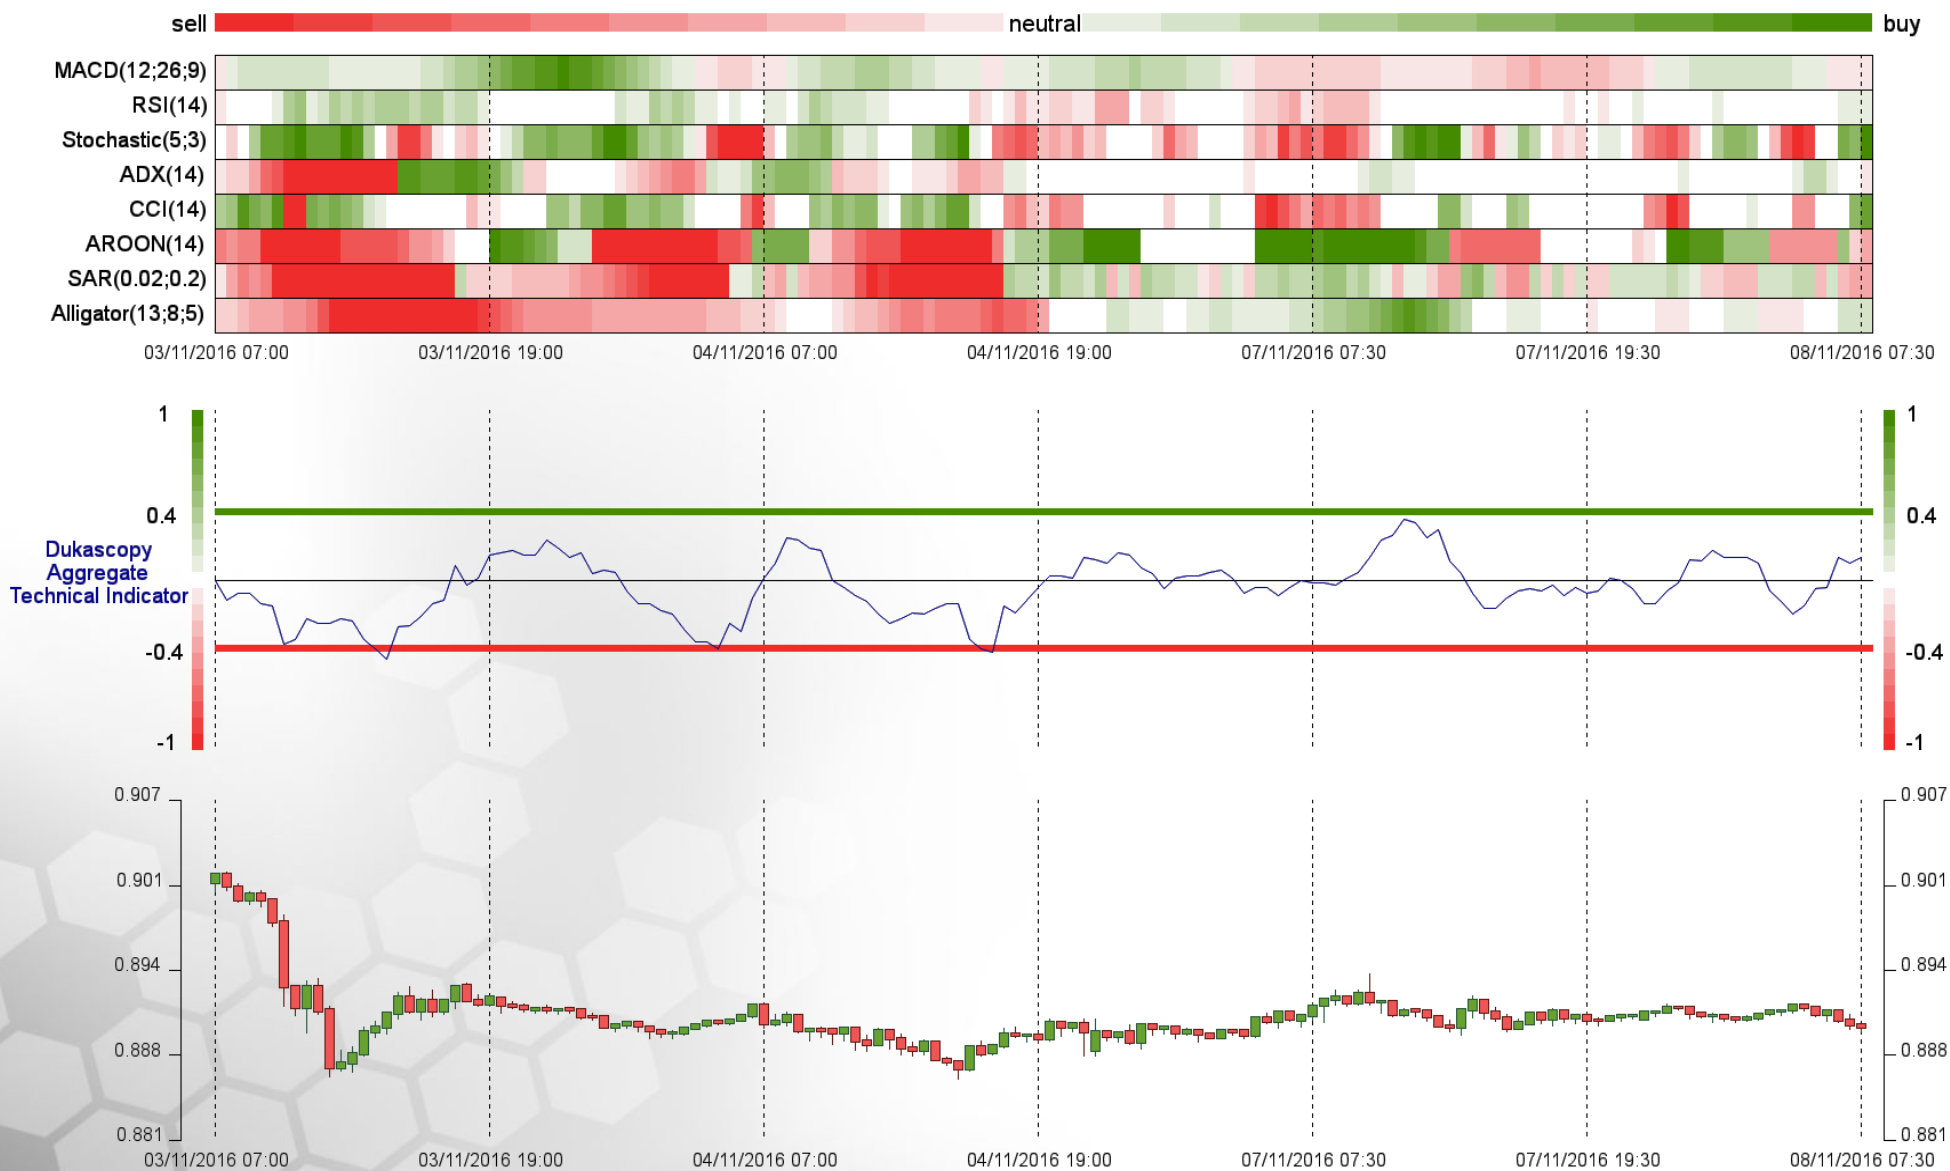 sell neutral buy
MACD(12;26;9)
RSI(14)
Stochastic(5;3)
ADX(14)
CCI(14)
AROON(14)
SAR(0.02;0.2)
Alligator(13;8;5)
03/11/2016 07:00 03/11/2016 19:00 04/11/2016 07:00 04/11/2016 19:00 07/11/2016 07:30 07/11/2016 19:30 08/11/2016 07:30
1 1
0.4 0.4
Dukascopy
Aggregate
Technical Indicator
-0.4 -0.4
-1 -1
0.907 0.907
0.901 0.901
0.894 0.894
0.888 0.888
0.881 0.881
03/11/2016 07:00 03/11/2016 19:00 04/11/2016 07:00 04/11/2016 19:00 07/11/2016 07:30 07/11/2016 19:30 08/11/2016 07:30